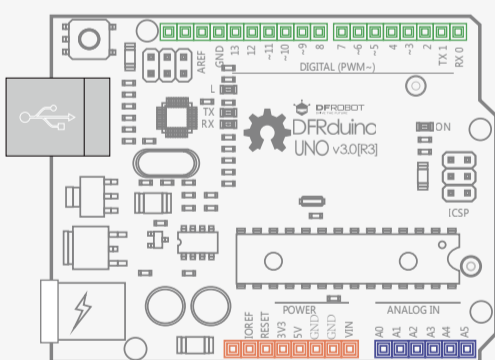 AREF
GND
13
12
~11
~10
~9
8
7
~6
~5
4
~3
2
TX 1
RX 0
DIGITAL (PWM~)
L
TX
RX
DFROBOT
DFRduino
UNO v3.0[R3]
ON
ICSP
POWER
ANALOG IN
IOREF
RESET
3V3
5V
GND
GND
VIN
A0
A1
A2
A3
A4
A5